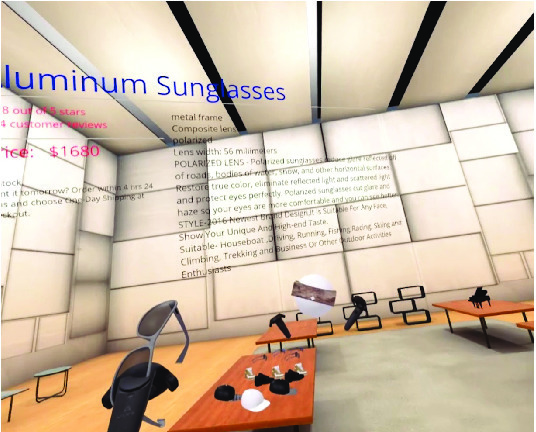 luminum Sunglasses
8 out of 5 stars
4 customer reviews
rice: $1680
tock.
nt it tomorrow? Order within 4 hrs 24
ns and choose One-Day Shipping at
ckout.
metal frame
Composite lens
polarized
Lens width: 56 milimeters
POLARIZED LENS - Polarized sunglasses reduce glare reflected off
of roads, bodies of water, snow, and other horizontal surfaces
Restore true color, eliminate reflected light and scattered light
and protect eyes perfectly. Polarized sunglasses cut glare and
haze so your eyes are more comfortable and you can see better
STYLE-2016 Newest Brand Design,It Is Suitable For Any Face,
Show Your Unique And High-end Taste.
Suitable- Houseboat ,Driving, Running, Fishing,Racing, Skiing and
Climbing, Trekking and Business Or Other Outdoor Activities
Enthusiasts